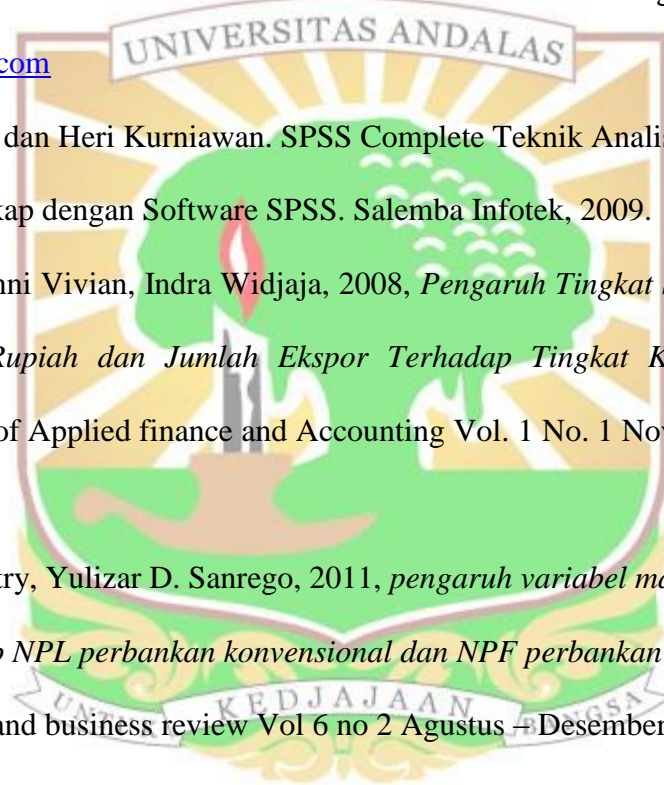 UNIVERSITAS ANDALAS
com
dan Heri Kurniawan. SPSS Complete Teknik Analis
kap dengan Software SPSS. Salemba Infotek, 2009.
nni Vivian, Indra Widjaja, 2008, Pengaruh Tingkat
Rupiah dan Jumlah Ekspor Terhadap Tingkat K
of Applied finance and Accounting Vol. 1 No. 1 Nov
try, Yulizar D. Sanrego, 2011, pengaruh variabel ma
NPL perbankan konvensional dan NPF perbankan
and business review Vol 6 no 2 Agustus – Desember
UNTUK KEDJAJAAN BANGSA